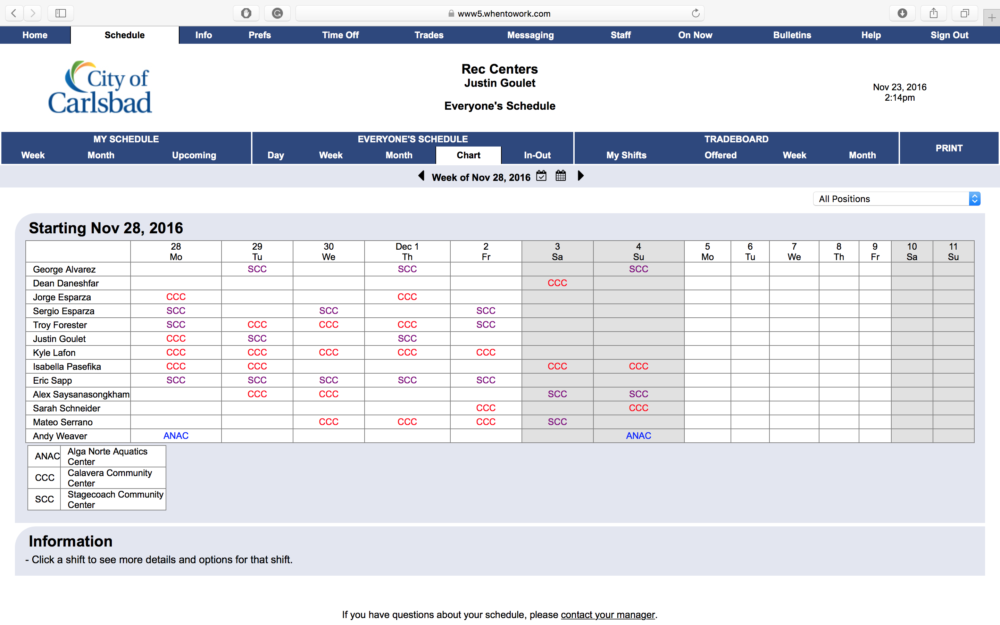 www5.whentowork.com
Home Schedule Info Prefs Time Off Trades Messaging Staff On Now Bulletins Help Sign Out
City of
Carlsbad
Rec Centers
Justin Goulet
Everyone's Schedule
Nov 23, 2016
2:14pm
MY SCHEDULE EVERYONE'S SCHEDULE TRADEBOARD PRINT
Week Month Upcoming Day Week Month Chart In-Out My Shifts Offered Week Month
Week of Nov 28, 2016
All Positions
Starting Nov 28, 2016
28 29 30 Dec 1 2 3 4 5 6 7 8 9 10 11
Mo Tu We Th Fr Sa Su Mo Tu We Th Fr Sa Su
George Alvarez SCC SCC SCC
Dean Daneshfar CCC
Jorge Esparza CCC CCC
Sergio Esparza SCC SCC SCC
Troy Forester SCC CCC CCC CCC SCC
Justin Goulet CCC SCC SCC
Kyle Lafon CCC CCC CCC CCC CCC
Isabella Pasefika CCC CCC CCC CCC
Eric Sapp SCC SCC SCC SCC SCC
Alex Saysanasongkham CCC CCC SCC SCC
Sarah Schneider CCC CCC
Mateo Serrano CCC CCC CCC SCC
Andy Weaver ANAC ANAC
ANAC Alga Norte Aquatics
Center
CCC Calavera Community
Center
SCC Stagecoach Community
Center
Information
- Click a shift to see more details and options for that shift.
If you have questions about your schedule, please contact your manager.